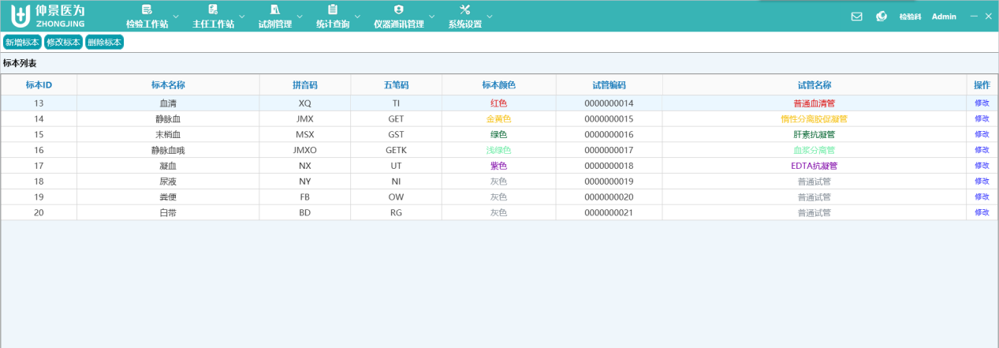 仲景医为
ZHONGJING
检验工作站 主任工作站 试剂管理 统计查询 仪器通讯管理 系统设置 检验科 Admin
新增标本 修改标本 删除标本
标本列表
标本ID 标本名称 拼音码 五笔码 标本颜色 试管编码 试管名称 操作
13 血清 XQ TI 红色 0000000014 普通血清管 修改
14 静脉血 JMX GET 金黄色 0000000015 惰性分离胶促凝管 修改
15 末梢血 MSX GST 绿色 0000000016 肝素抗凝管 修改
16 静脉血哦 JMXO GETK 浅绿色 0000000017 血浆分离管 修改
17 凝血 NX UT 紫色 0000000018 EDTA抗凝管 修改
18 尿液 NY NI 灰色 0000000019 普通试管 修改
19 粪便 FB OW 灰色 0000000020 普通试管 修改
20 白带 BD RG 灰色 0000000021 普通试管 修改